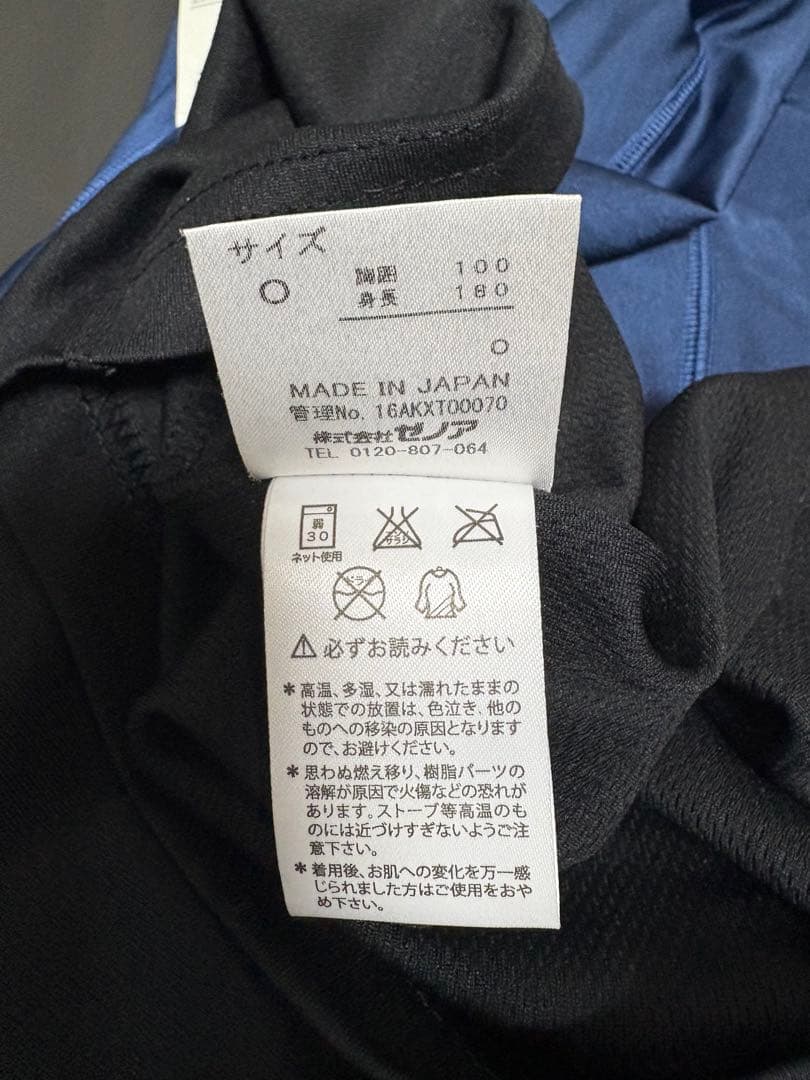 サイズ
O
胸囲 100
身長 180
O
MADE IN JAPAN
管理No. 16AKXT00070
株式会社ゼノア
TEL 0120-807-064
弱
30
ネット使用
エンソ
サラシ
ドライ
⚠必ずお読みください
*高温、多湿、又は濡れたままの
状態での放置は、色泣き、他の
ものへの移染の原因となります
ので、お避けください。
*思わぬ燃え移り、樹脂パーツの
溶解が原因で火傷などの恐れが
あります。ストーブ等高温のも
のには近づけすぎないようご注
意下さい。
*着用後、お肌への変化を万一感
じられました方はご使用をおや
め下さい。